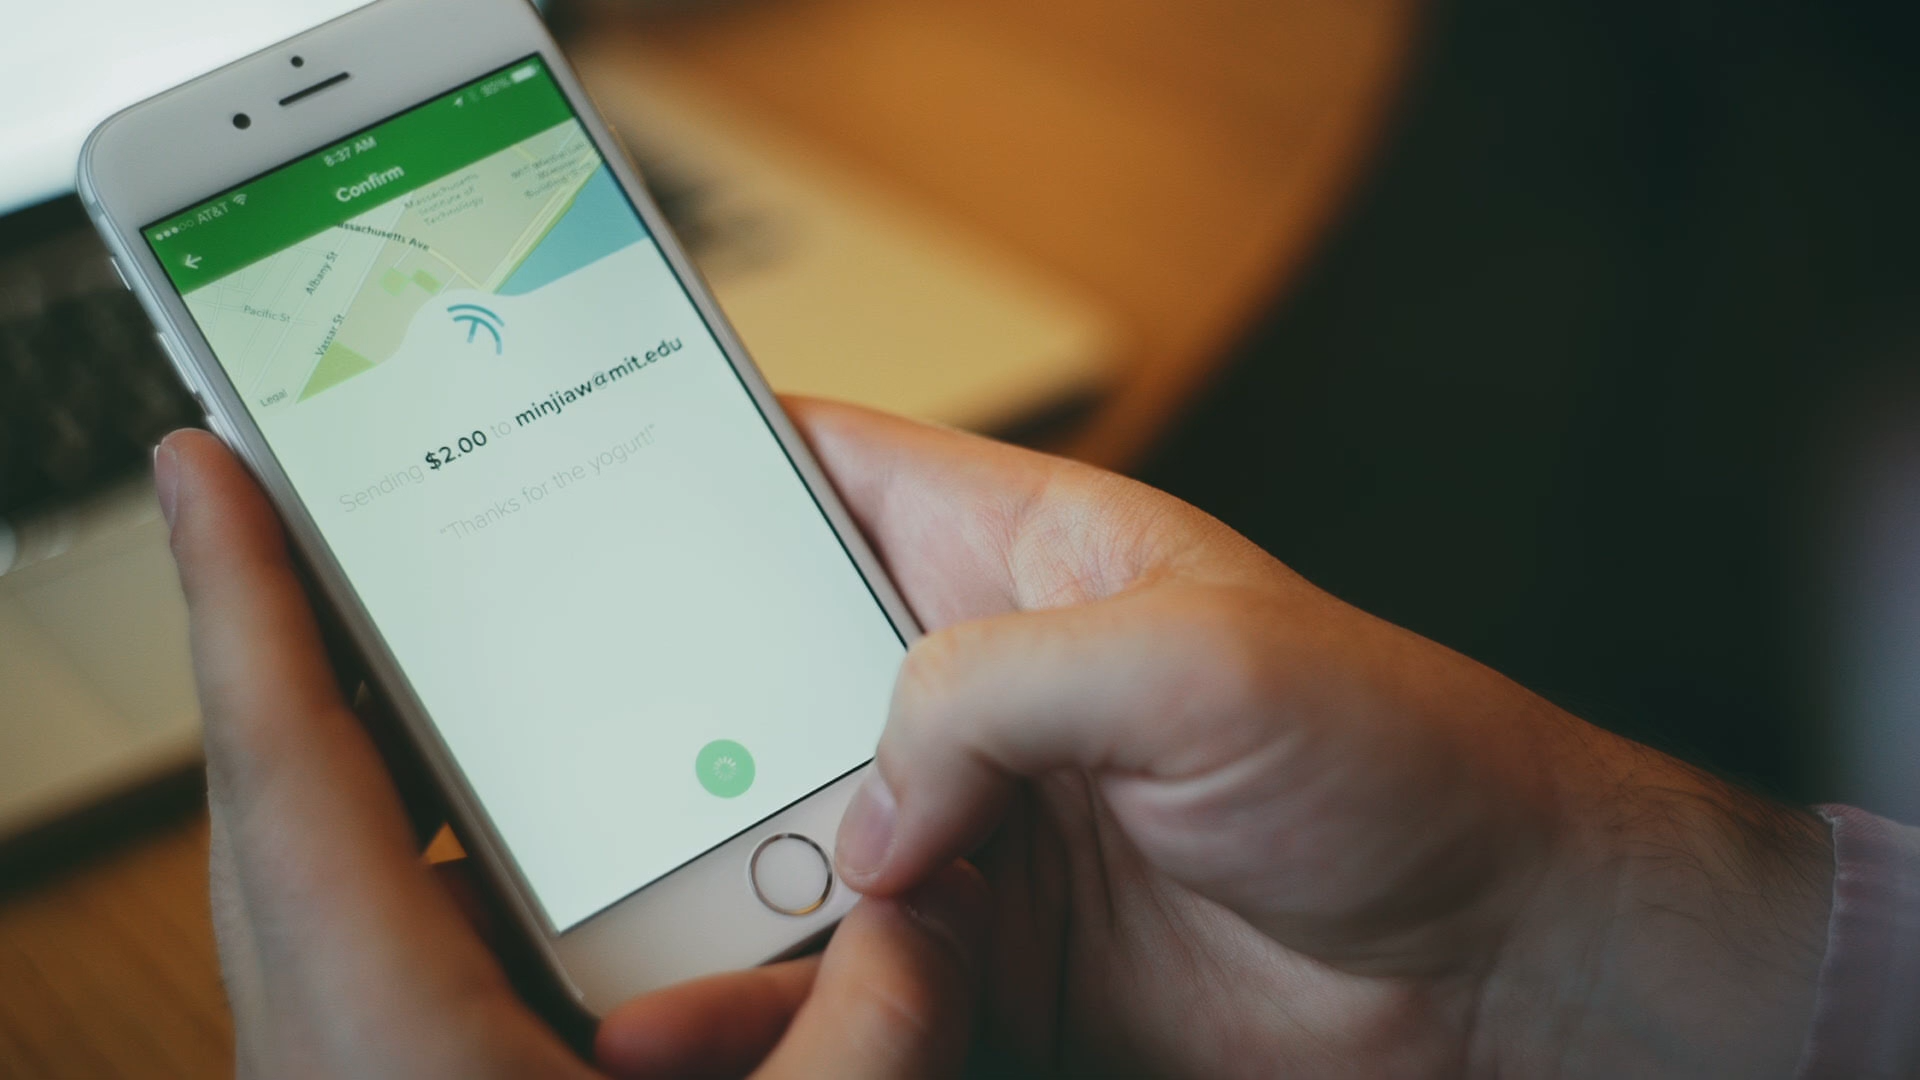 AT&T
8:37 AM
95%
Confirm
Massachusetts
Institute of
Technology
Massachusetts Ave
Albany St
Pacific St
Vassar St
Legal
Sending $2.00 to minjiaw@mit.edu
"Thanks for the yogurt!"